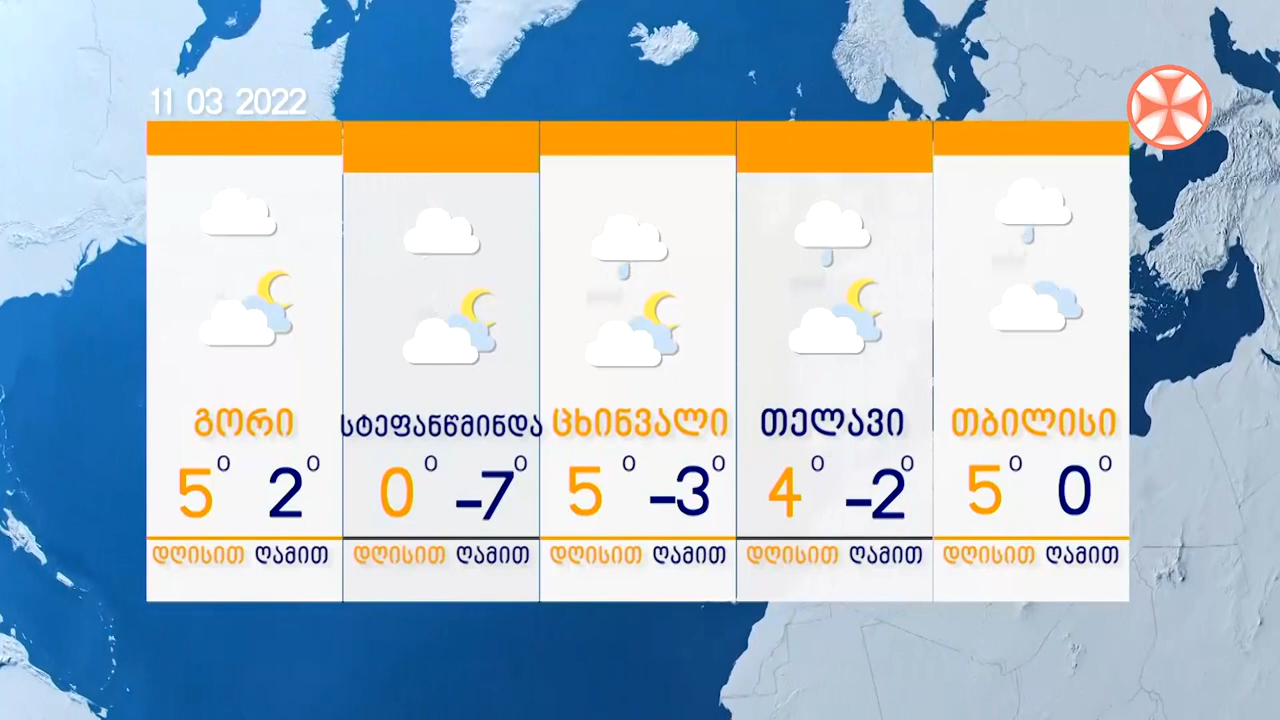 11 03 2022
გორი
5° 2°
დღისით ღამით
სტეფანწმინდა
0° -7°
დღისით ღამით
ცხინვალი
5° -3°
დღისით ღამით
თელავი
4° -2°
დღისით ღამით
თბილისი
5° 0°
დღისით ღამით